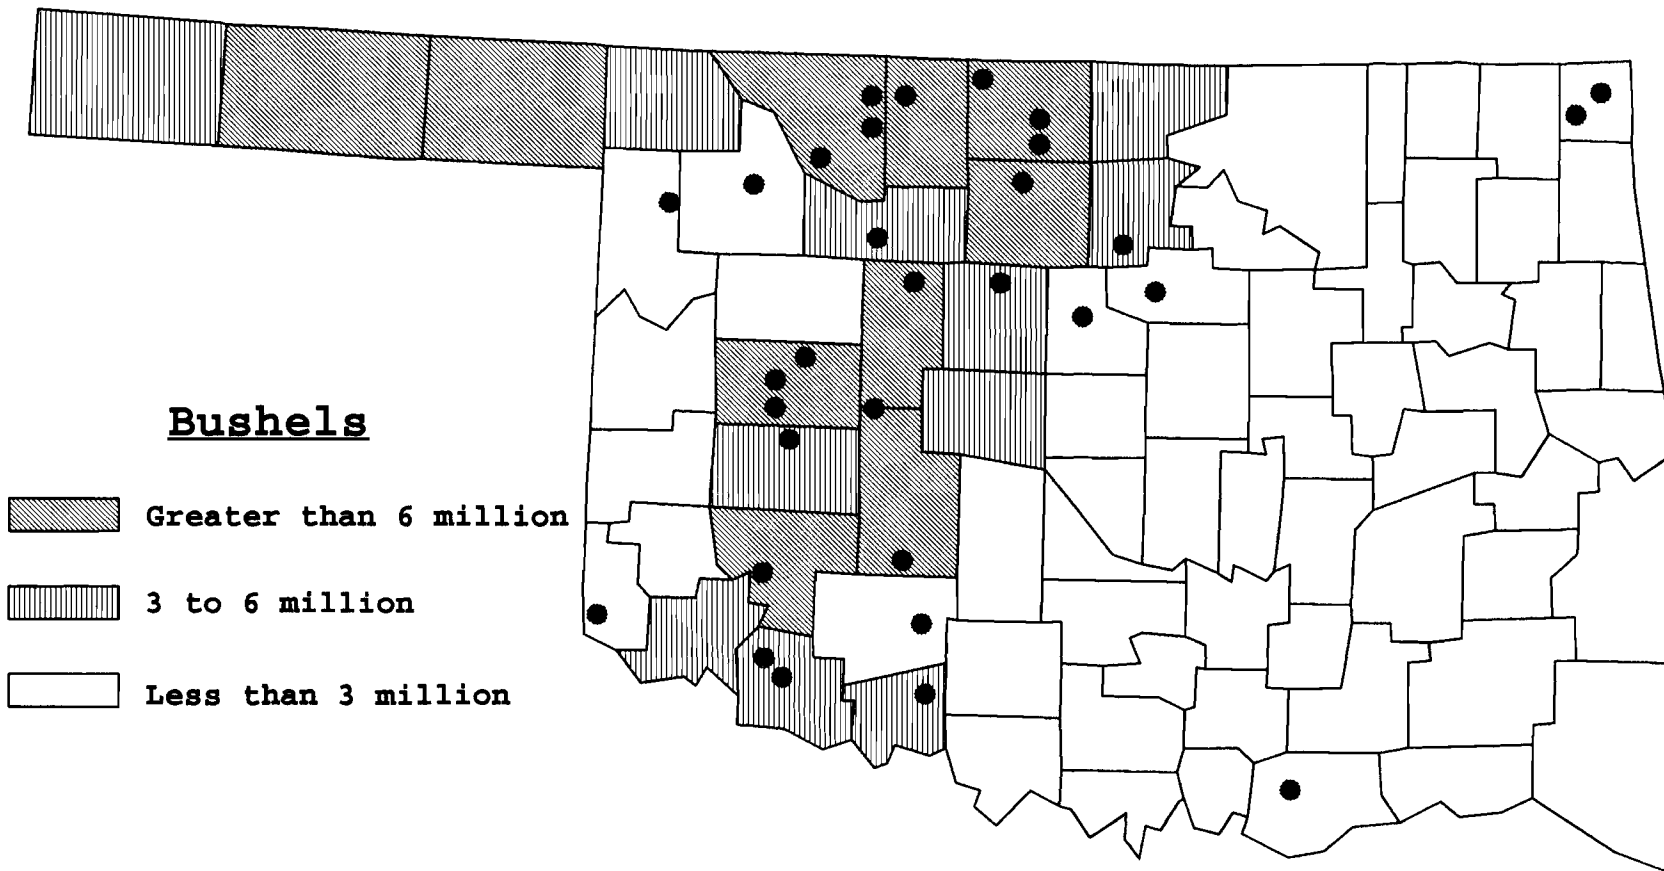 Bushels
Greater than 6 million
3 to 6 million
Less than 3 million